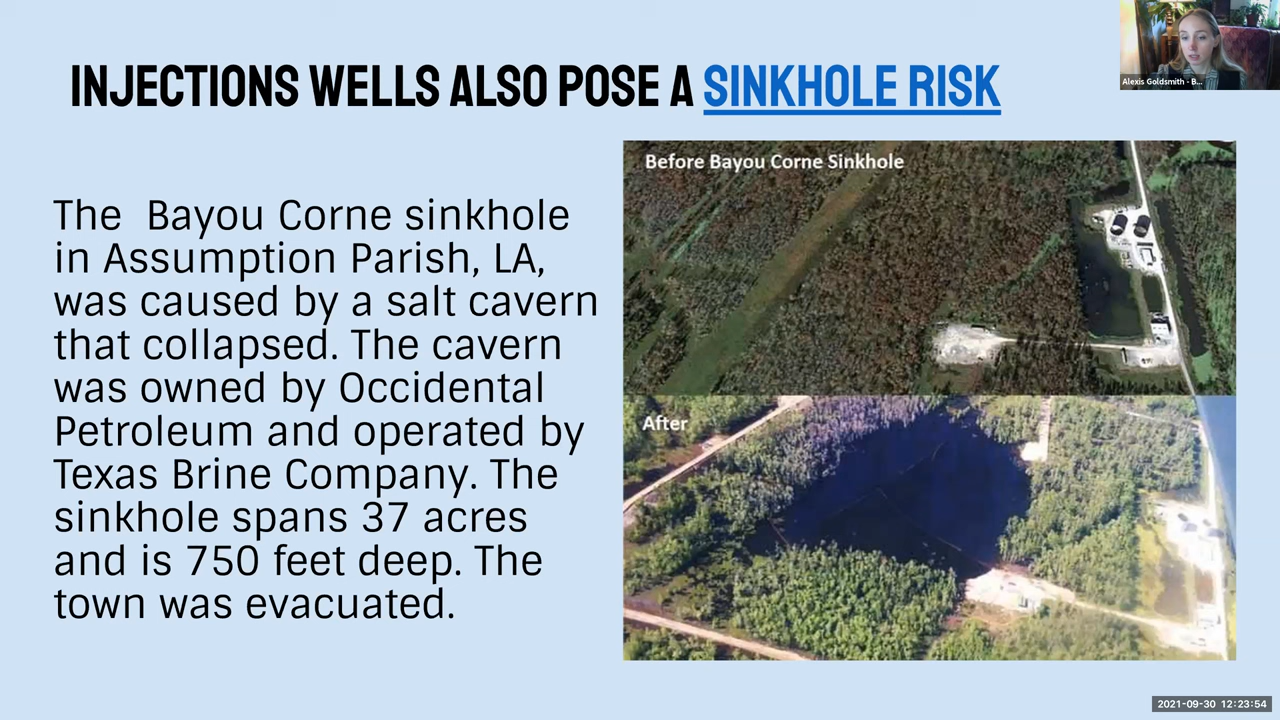 INJECTIONS WELLS ALSO POSE A SINKHOLE RISK
Alexis Goldsmith - B...
Before Bayou Corne Sinkhole
The Bayou Corne sinkhole
in Assumption Parish, LA,
was caused by a salt cavern
that collapsed. The cavern
was owned by Occidental
Petroleum and operated by
Texas Brine Company. The
sinkhole spans 37 acres
and is 750 feet deep. The
town was evacuated.
After
2021-09-30 12:23:54